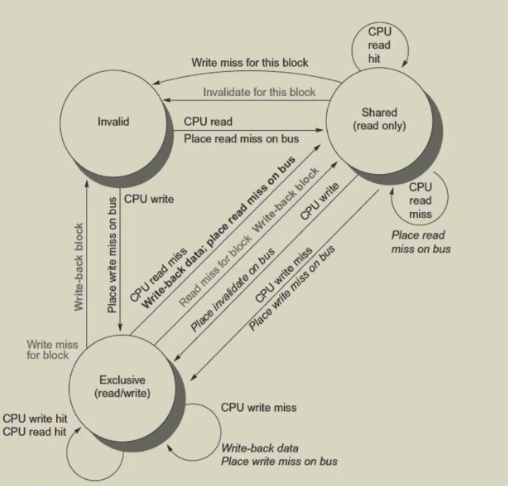 CPU
read
hit
Write miss for this block
Invalidate for this block
Invalid
Shared
(read only)
CPU read
Place read miss on bus
CPU write
Place write miss on bus
Write-back block
Write miss
for block
CPU read miss
Write-back data; place read miss on bus
Read miss for block
Write-back block
CPU write
Place invalidate on bus
CPU write miss
Place write miss on bus
CPU
read
miss
Place read
miss on bus
Exclusive
(read/write)
CPU write hit
CPU read hit
CPU write miss
Write-back data
Place write miss on bus